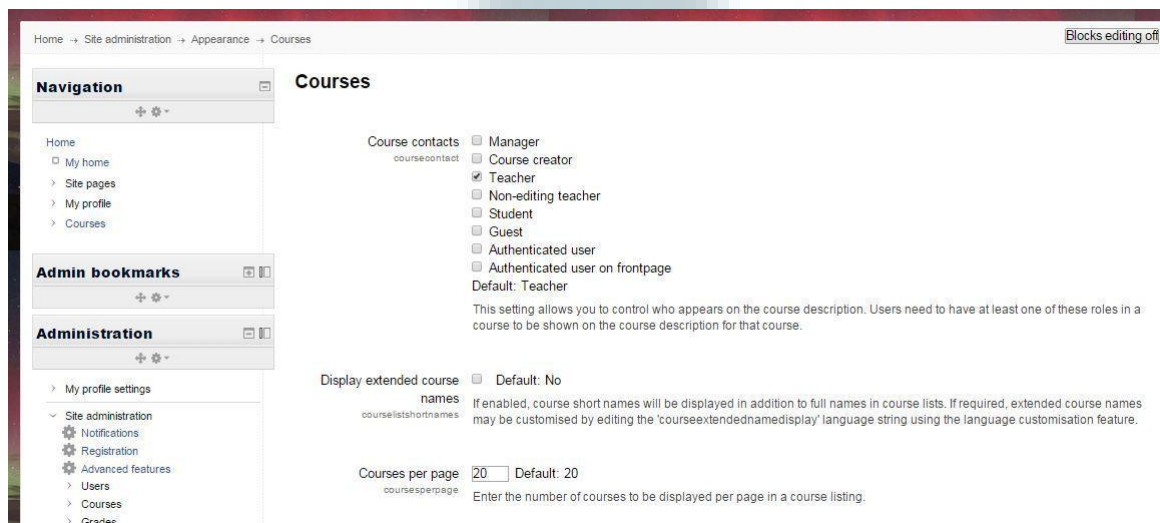 Home → Site administration → Appearance → Courses
Blocks editing off
Navigation
Home
My home
Site pages
My profile
Courses
Admin bookmarks
Administration
My profile settings
Site administration
Notifications
Registration
Advanced features
Users
Courses
Grades
Courses
Course contacts
coursecontact
Manager
Course creator
Teacher
Non-editing teacher
Student
Guest
Authenticated user
Authenticated user on frontpage
Default: Teacher
This setting allows you to control who appears on the course description. Users need to have at least one of these roles in a
course to be shown on the course description for that course.
Display extended course
names
courselistshortnames
Default: No
If enabled, course short names will be displayed in addition to full names in course lists. If required, extended course names
may be customised by editing the 'courseextendednamedisplay' language string using the language customisation feature.
Courses per page
coursesperpage
20 Default: 20
Enter the number of courses to be displayed per page in a course listing.